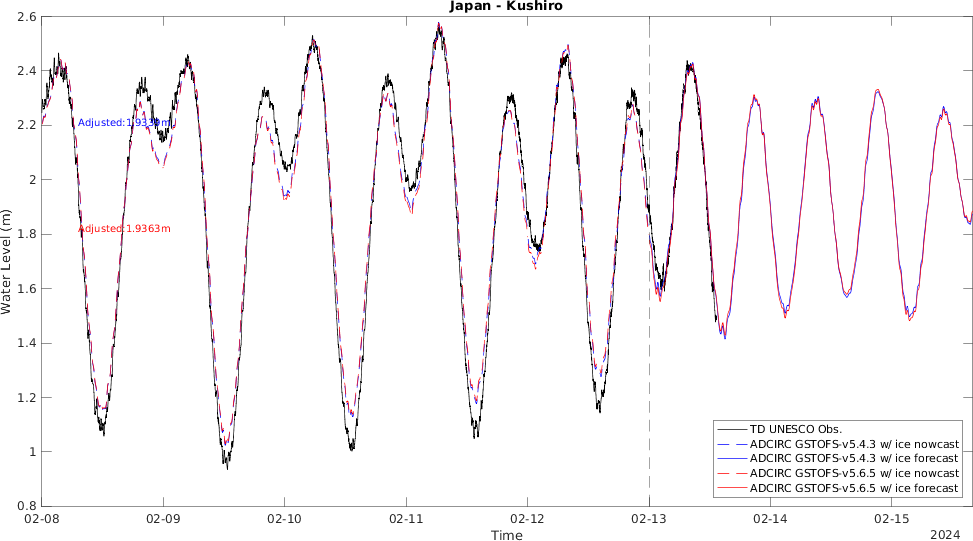 Japan - Kushiro
2.6
2.4
2.2
2
1.8
1.6
1.4
1.2
1
0.8
Water Level (m)
Adjusted:1.9339m
Adjusted:1.9363m
TD UNESCO Obs.
ADCIRC GSTOFS-v5.4.3 w/ ice nowcast
ADCIRC GSTOFS-v5.4.3 w/ ice forecast
ADCIRC GSTOFS-v5.6.5 w/ ice nowcast
ADCIRC GSTOFS-v5.6.5 w/ ice forecast
02-08 02-09 02-10 02-11 02-12 02-13 02-14 02-15
Time
2024